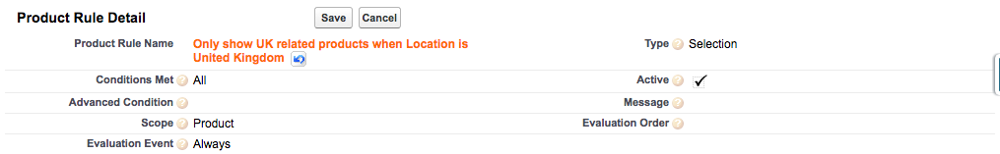 Product Rule Detail Save Cancel
Product Rule Name Only show UK related products when Location is Type ? Selection
United Kingdom
Conditions Met ? All Active ?
Advanced Condition ? Message ?
Scope ? Product Evaluation Order ?
Evaluation Event ? Always